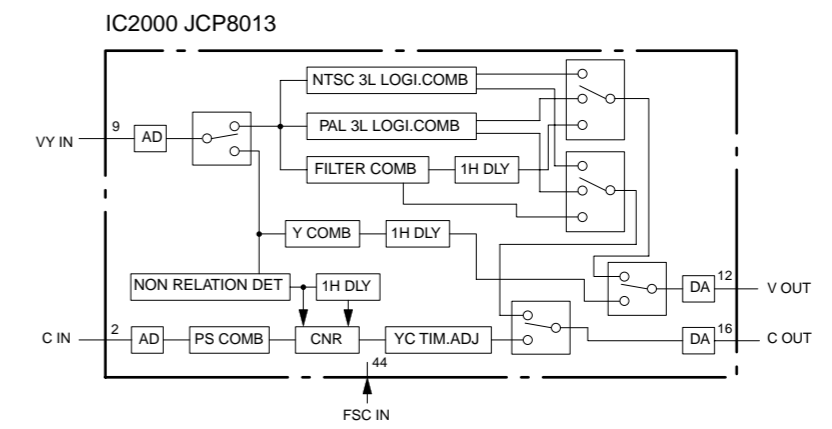 IC2000 JCP8013
NTSC 3L LOGI.COMB
9
VY IN
AD
PAL 3L LOGI.COMB
FILTER COMB
1H DLY
Y COMB
1H DLY
NON RELATION DET
1H DLY
DA
12
V OUT
2
C IN
AD
PS COMB
CNR
YC TIM.ADJ
DA
16
C OUT
44
FSC IN